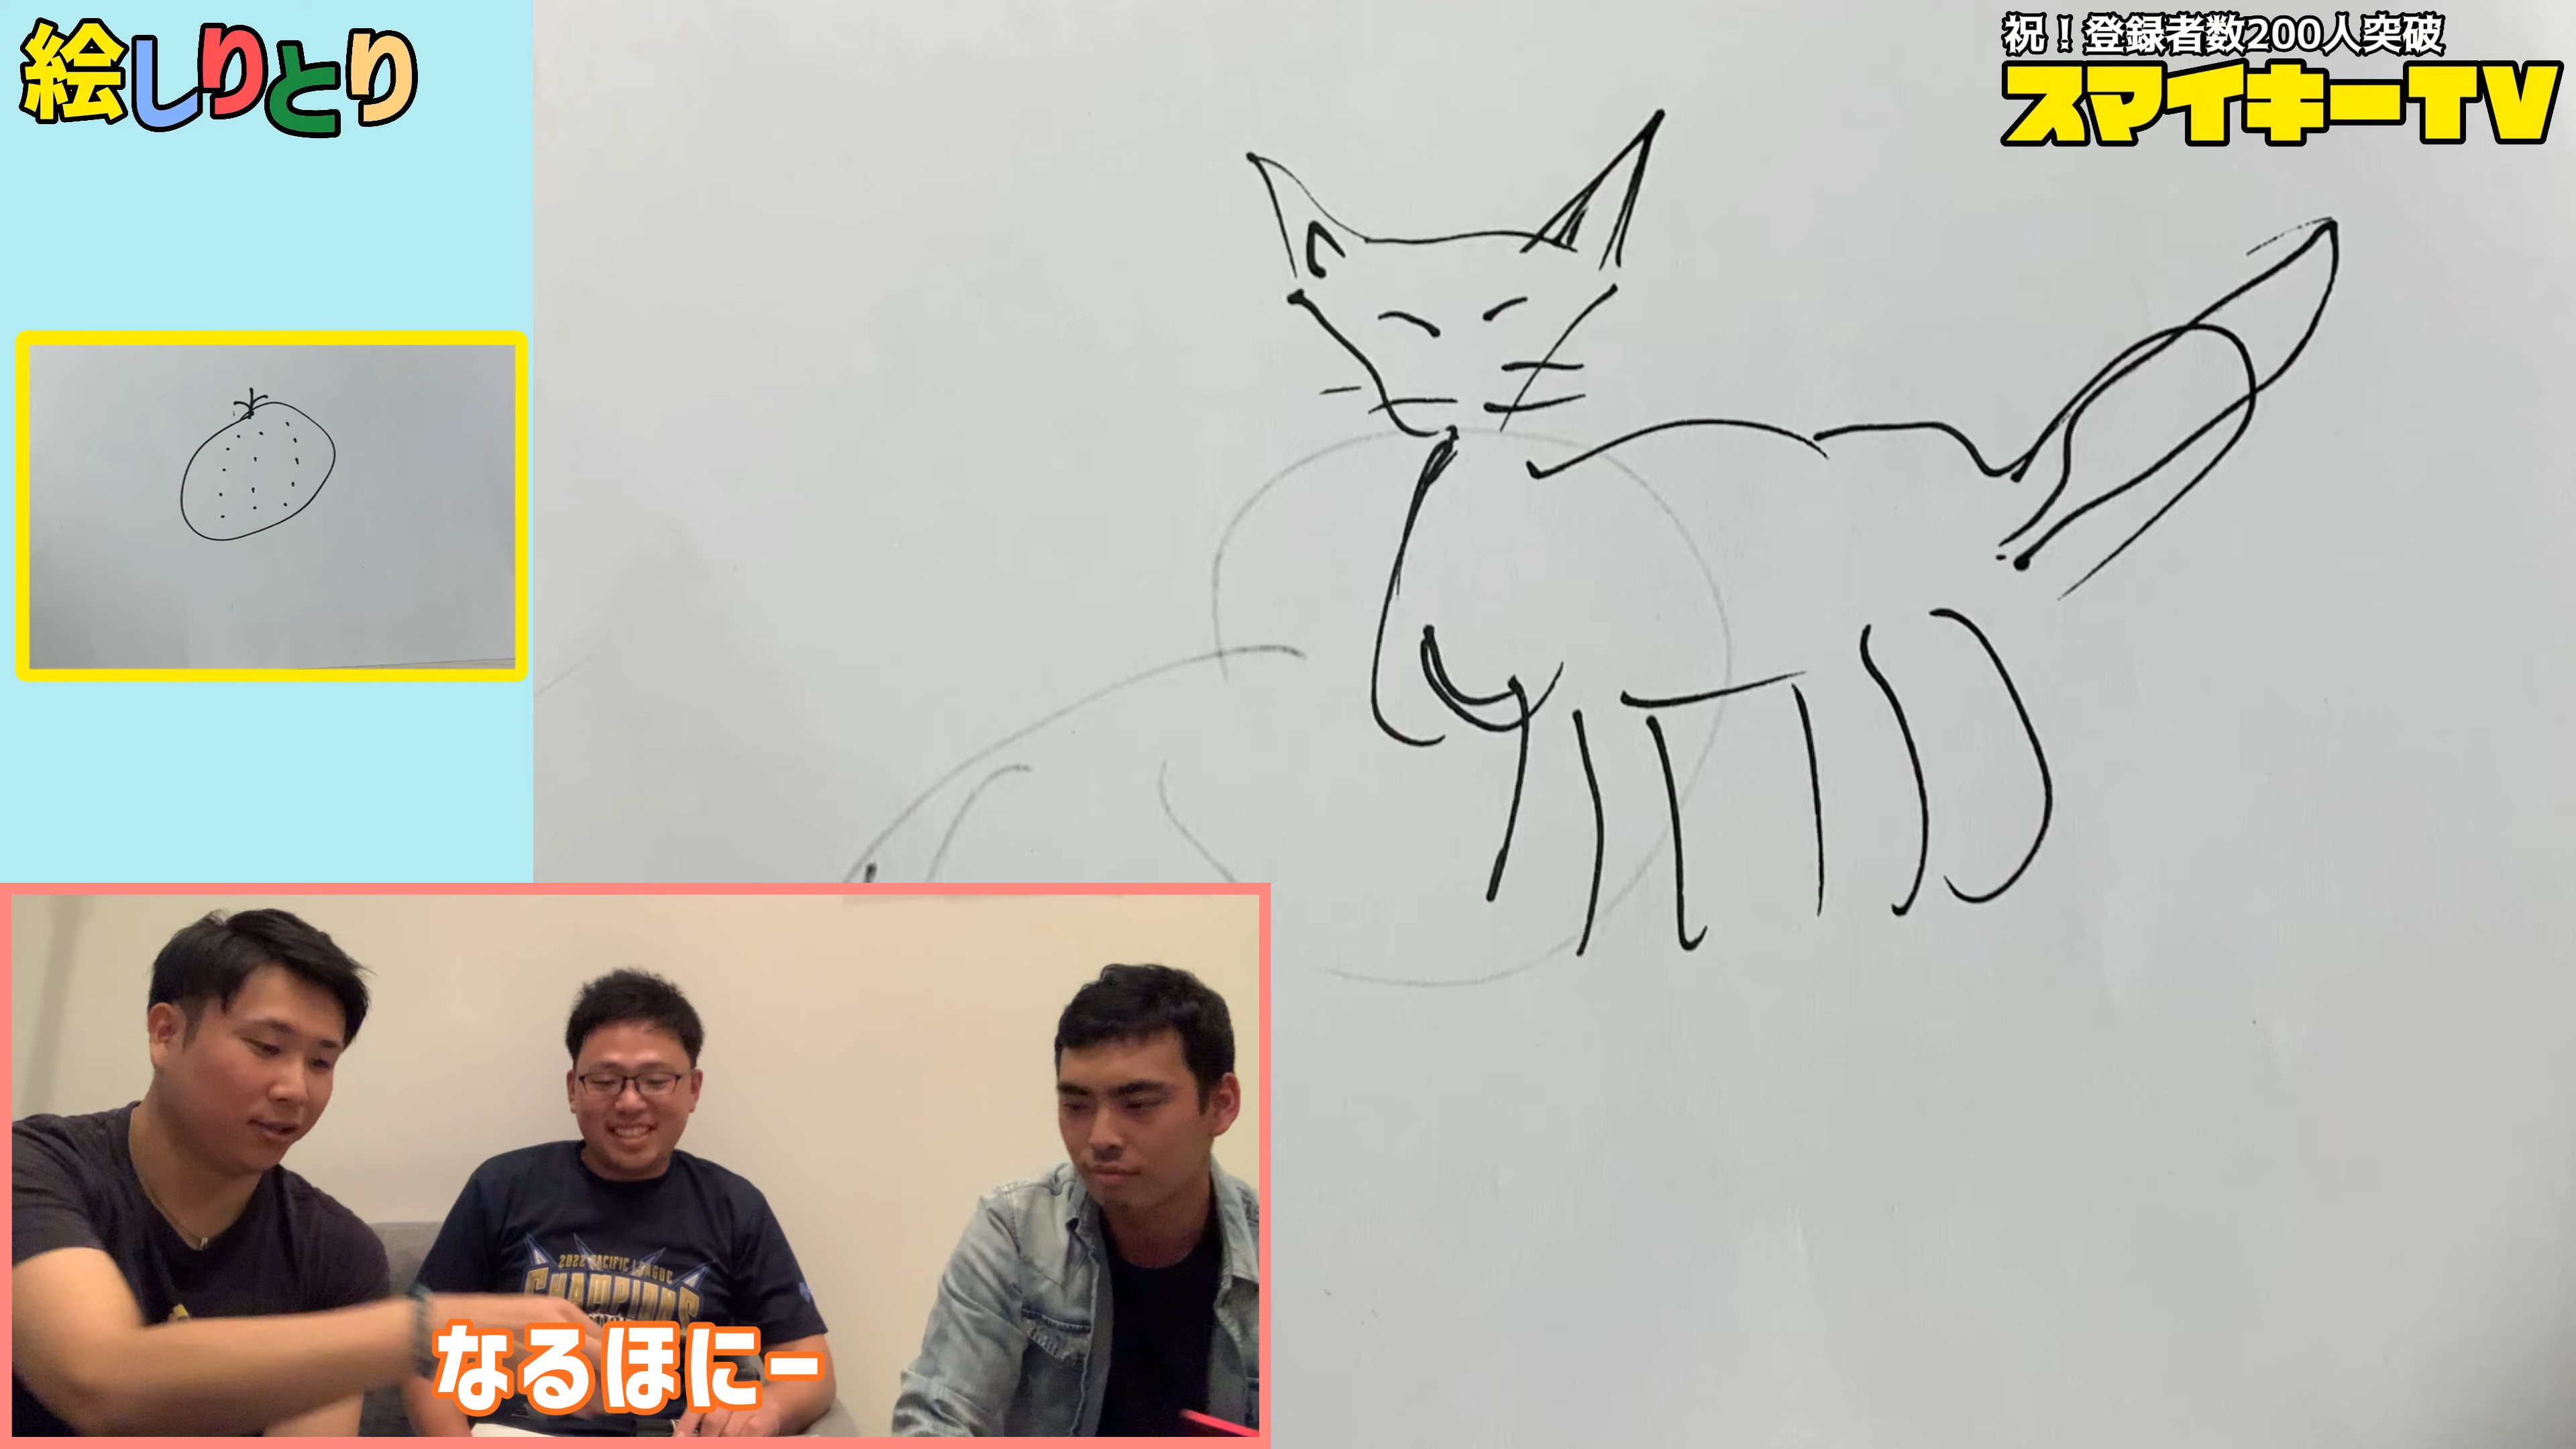 絵しりとり
祝！登録者数200人突破
スマイキーTV
2022 PACIFIC LEAGUE
CHAMPIONS
なるほにー